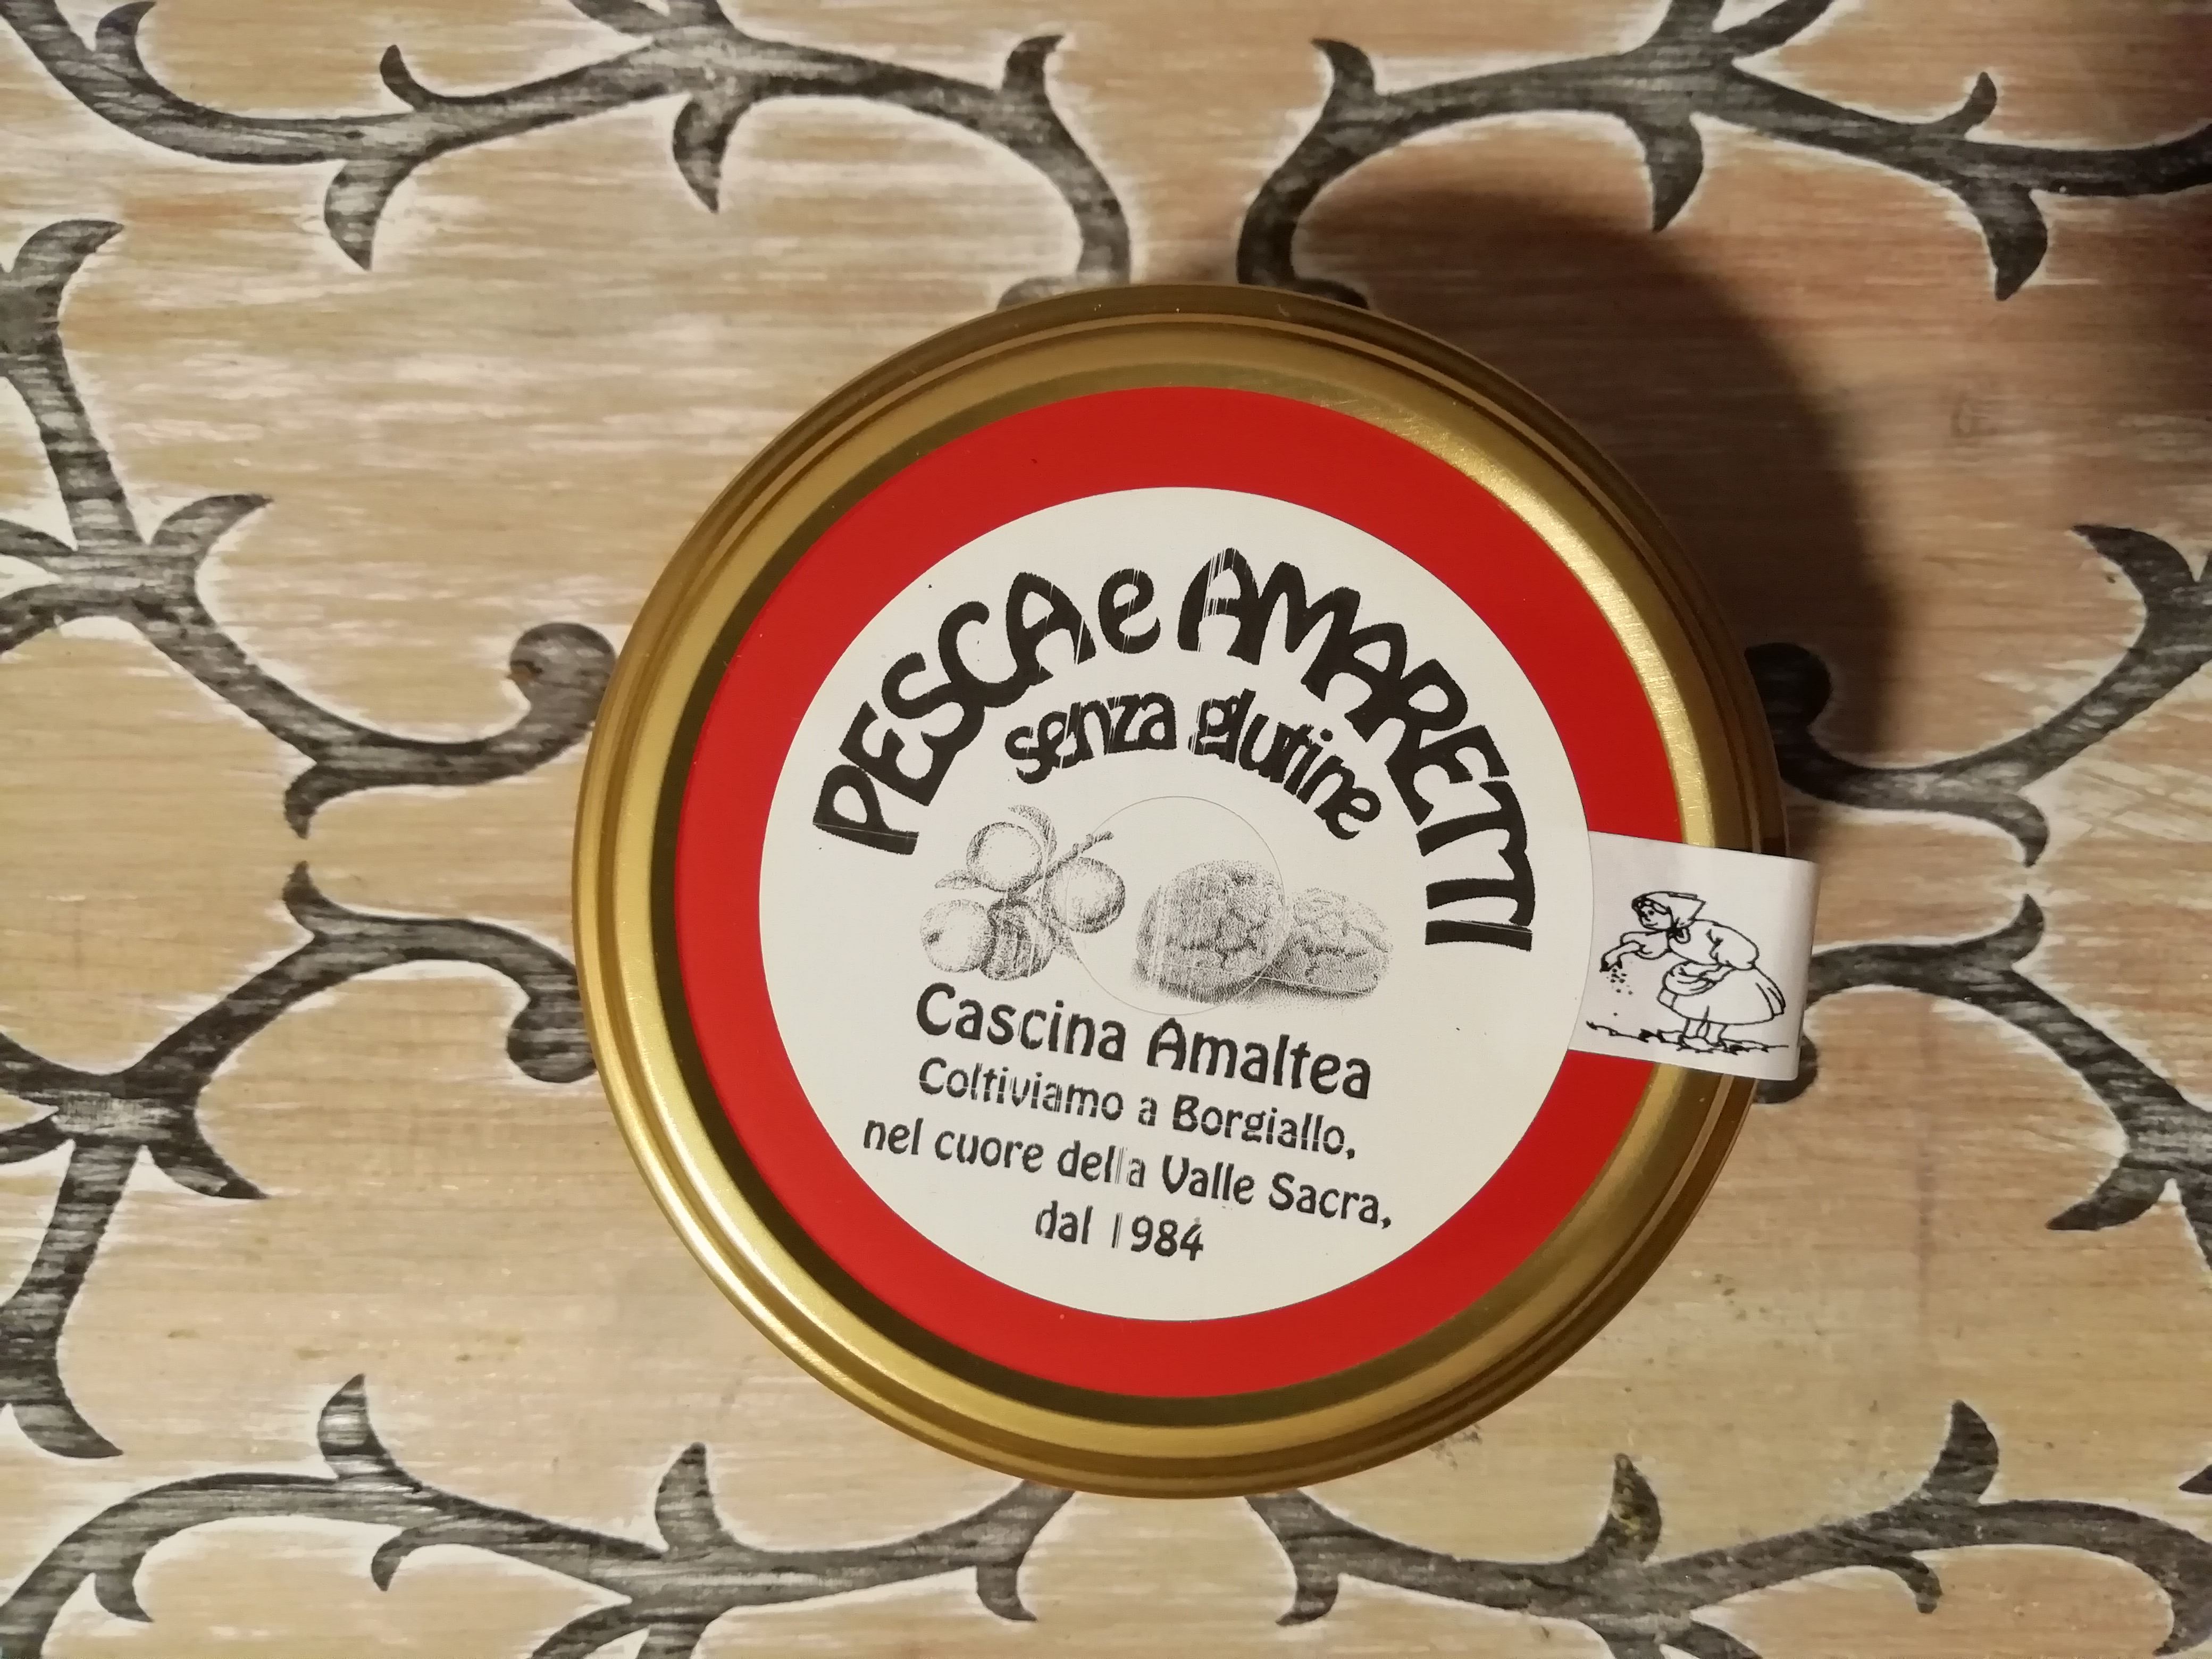 PESCA e AMARETTI
senza glutine
Cascina Amaltea
Coltiviamo a Borgiallo,
nel cuore della Valle Sacra,
dal 1984